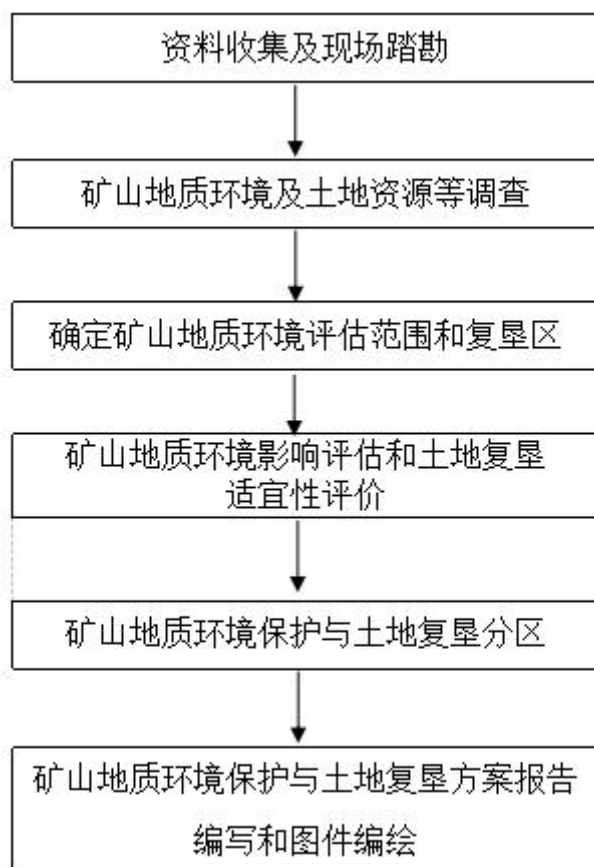 资料收集及现场踏勘
矿山地质环境及土地资源等调查
确定矿山地质环境评估范围和复垦区
矿山地质环境影响评估和土地复垦
适宜性评价
矿山地质环境保护与土地复垦分区
矿山地质环境保护与土地复垦方案报告
编写和图件编绘